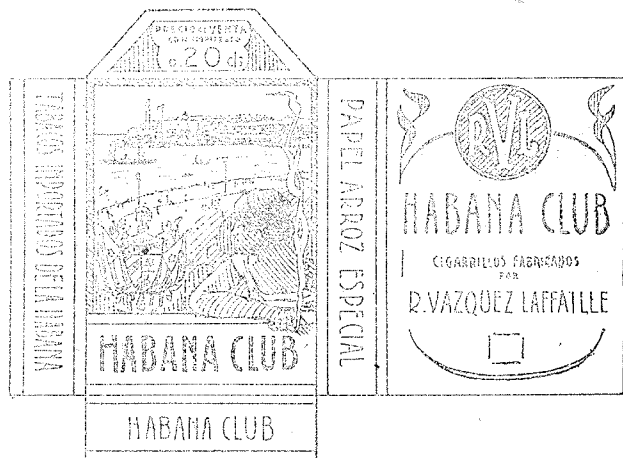 PRECIO DE VENTA
CON IMPUESTO
0.20 cts
TABACOS IMPORTADOS DE LA HABANA
HABANA CLUB
HABANA CLUB
PAPEL ARROZ ESPECIAL
RVL
HABANA CLUB
CIGARRILLOS FABRICADOS
POR
R. VAZQUEZ LAFFAILLE